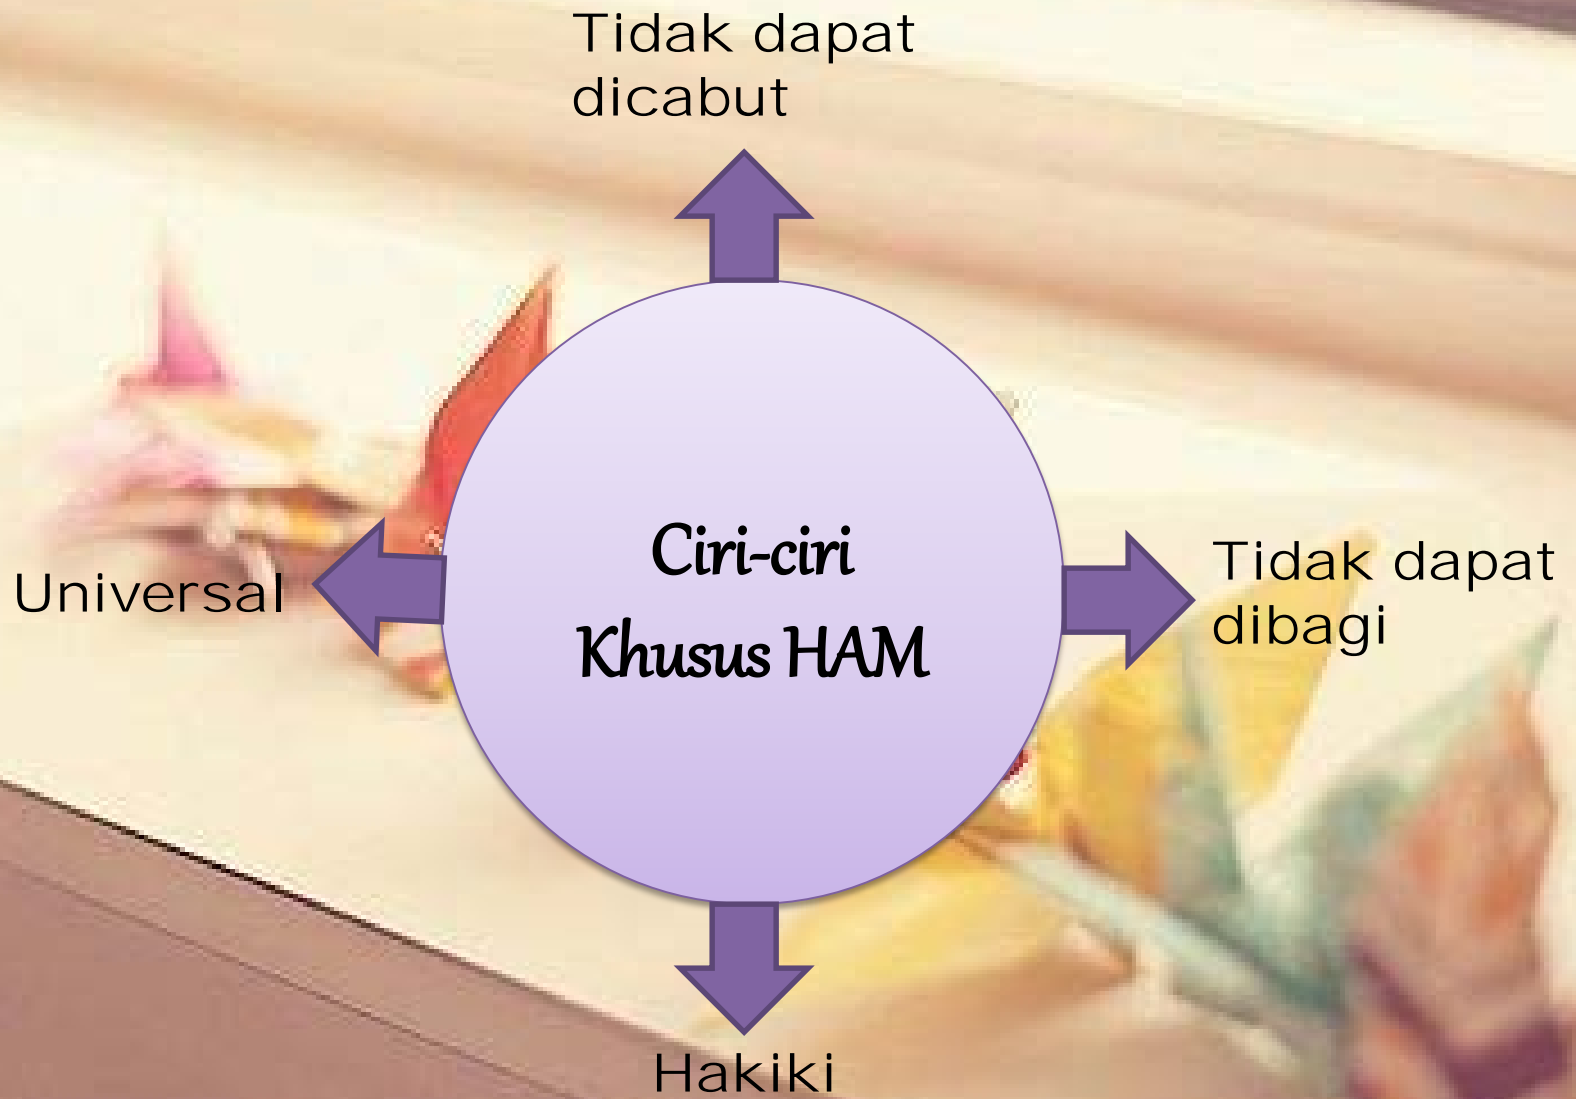 Tidak dapat
dicabut
Universal
Ciri-ciri
Khusus HAM
Tidak dapat
dibagi
Hakiki